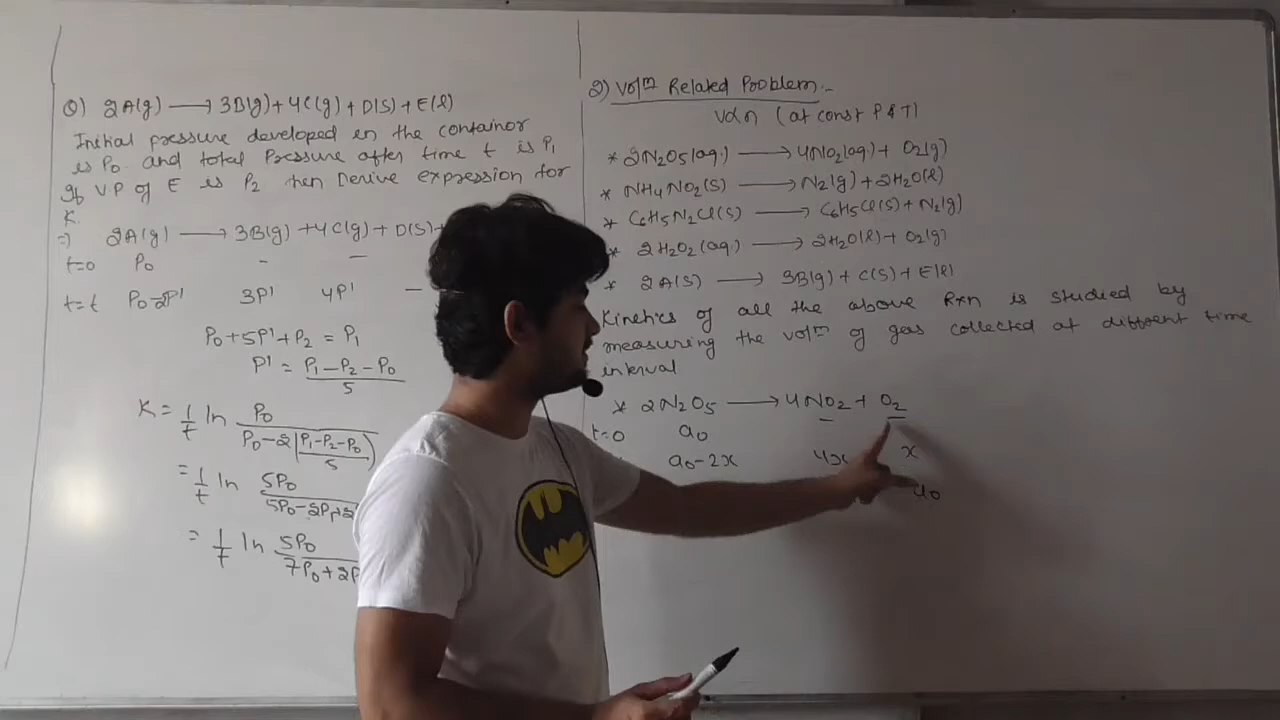 Q) 2A(g) ⟶ 3B(g) + 4C(g) + D(s) + E(l)
Initial pressure developed in the container
is P₀ and total Pressure after time t is P₁
If V.P of E is P₂ then Derive expression for
K.
⇒) 2A(g) ⟶ 3B(g) + 4C(g) + D(s) +
t=0 P₀ - -
t=t P₀-2P' 3P' 4P' -
P₀+5P'+P₂ = P₁
P' = (P₁-P₂-P₀)/5
K = 1/t ln P₀/(P₀-2(P₁-P₂-P₀)/5)
= 1/t ln 5P₀/(5P₀-2P₁+2
= 1/t ln 5P₀/(7P₀+2P
2) Volᵐ Related Problem:-
V∝n (at const P & T)
* 2N₂O₅(aq.) ⟶ 4NO₂(aq) + O₂(g)
* NH₄NO₂(s) ⟶ N₂(g) + 2H₂O(l)
* C₆H₅N₂Cl(s) ⟶ C₆H₅Cl(s) + N₂(g)
* 2H₂O₂(aq.) ⟶ 2H₂O(l) + O₂(g)
* 2A(s) ⟶ 3B(g) + C(s) + E(l)
Kinetics of all the above Rxn is studied by
measuring the volᵐ of gas collected at different time
interval
* 2N₂O₅ ⟶ 4NO₂ + O₂
t=0 a₀
a₀-2x 4x x